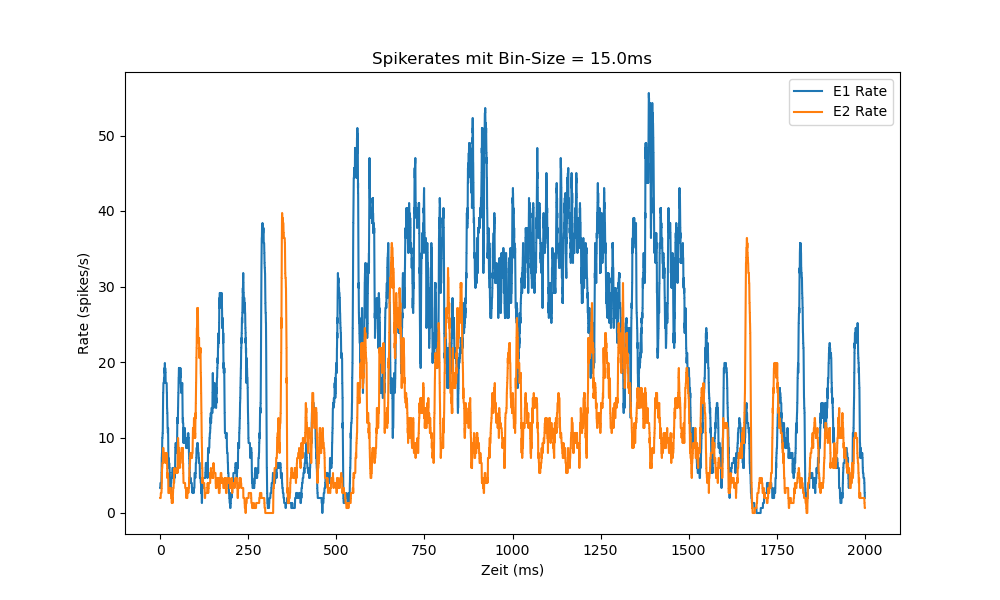 Spikerates mit Bin-Size = 15.0ms
E1 Rate
E2 Rate
Rate (spikes/s)
50
40
30
20
10
0
0 250 500 750 1000 1250 1500 1750 2000
Zeit (ms)